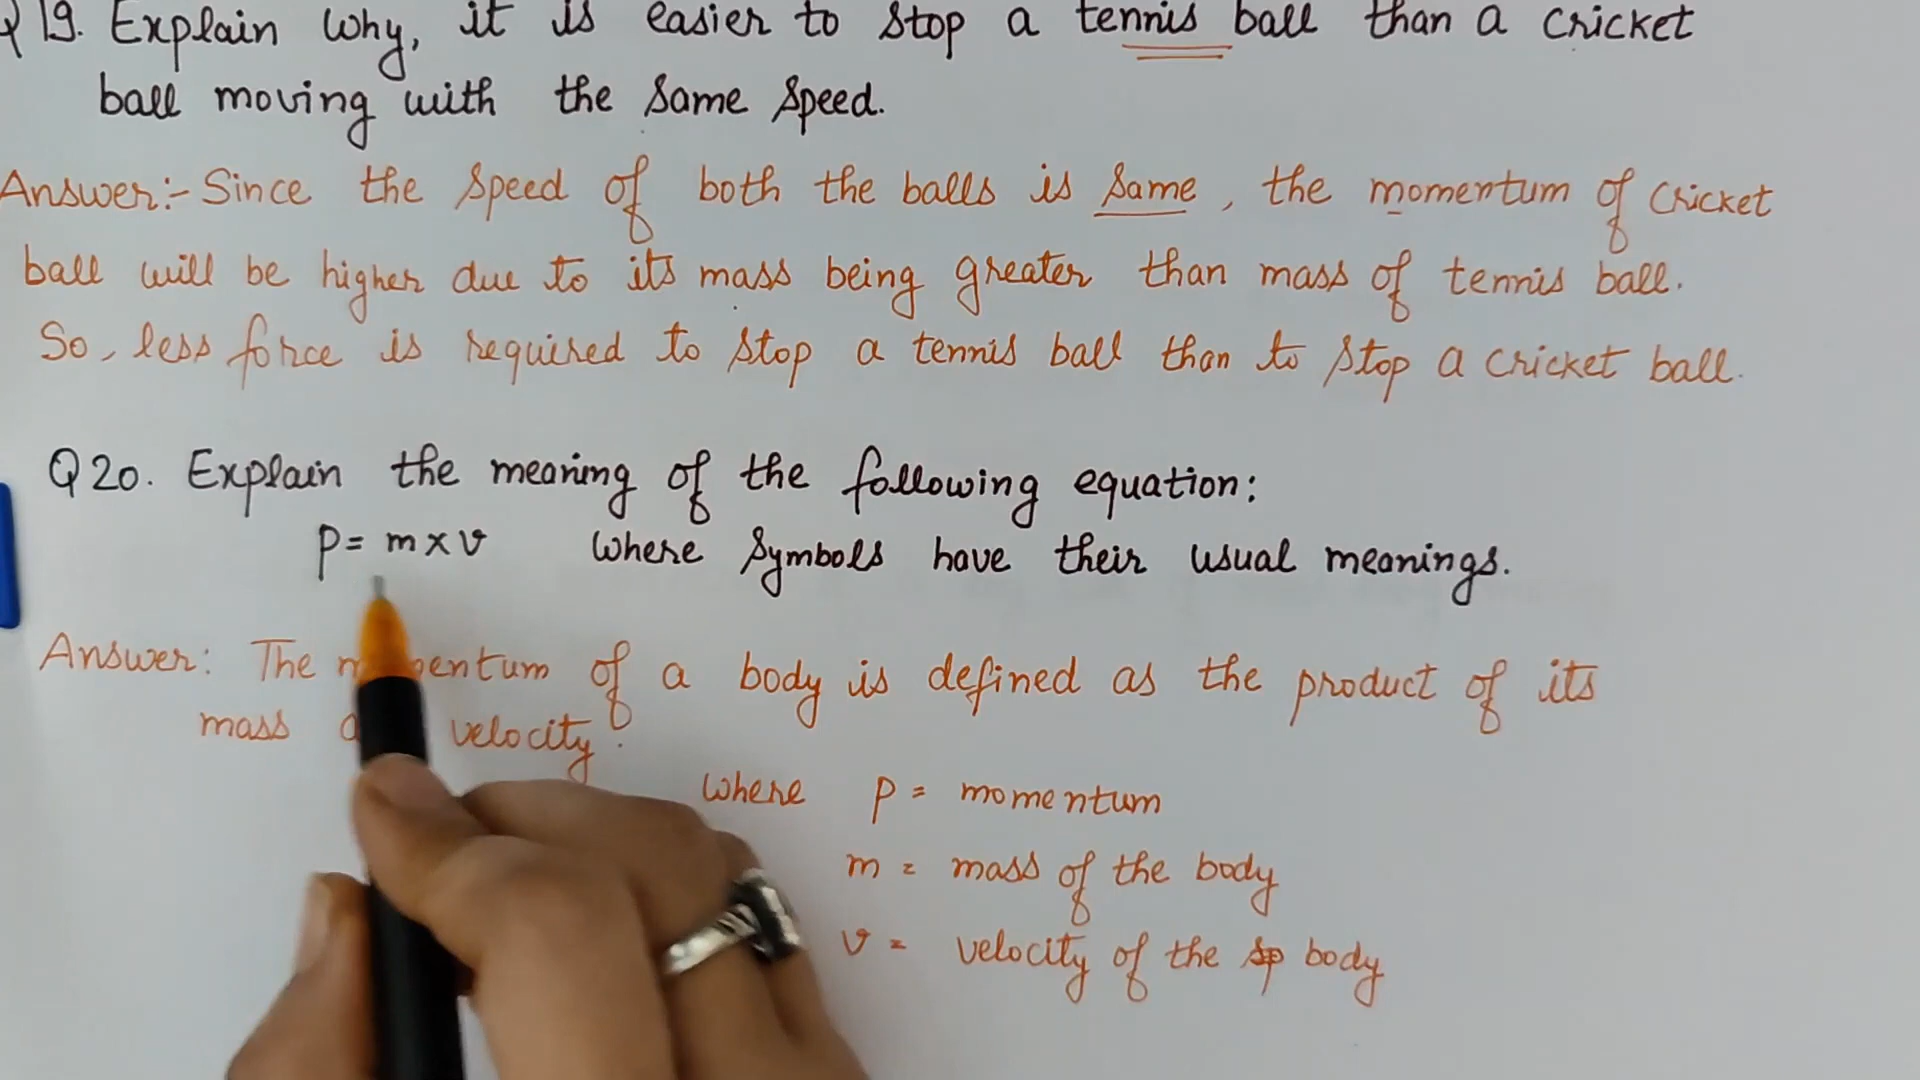 Q 19. Explain why, it is easier to stop a tennis ball than a cricket
ball moving with the same speed.
Answer:- Since the speed of both the balls is same, the momentum of cricket
ball will be higher due to its mass being greater than mass of tennis ball.
So, less force is required to stop a tennis ball than to stop a cricket ball.
Q 20. Explain the meaning of the following equation:
p = m x v where symbols have their usual meanings.
Answer: The of a body is defined as the product of its
mass velocity.
where p = momentum
m = mass of the body
v = velocity of the body